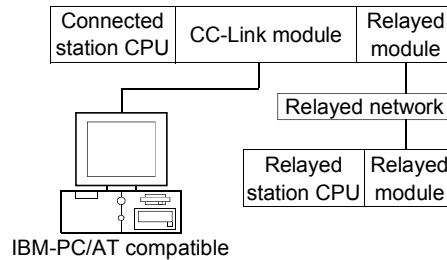 Connected
station CPU
CC-Link module
Relayed
module
Relayed network
Relayed
station CPU
Relayed
module
IBM-PC/AT compatible